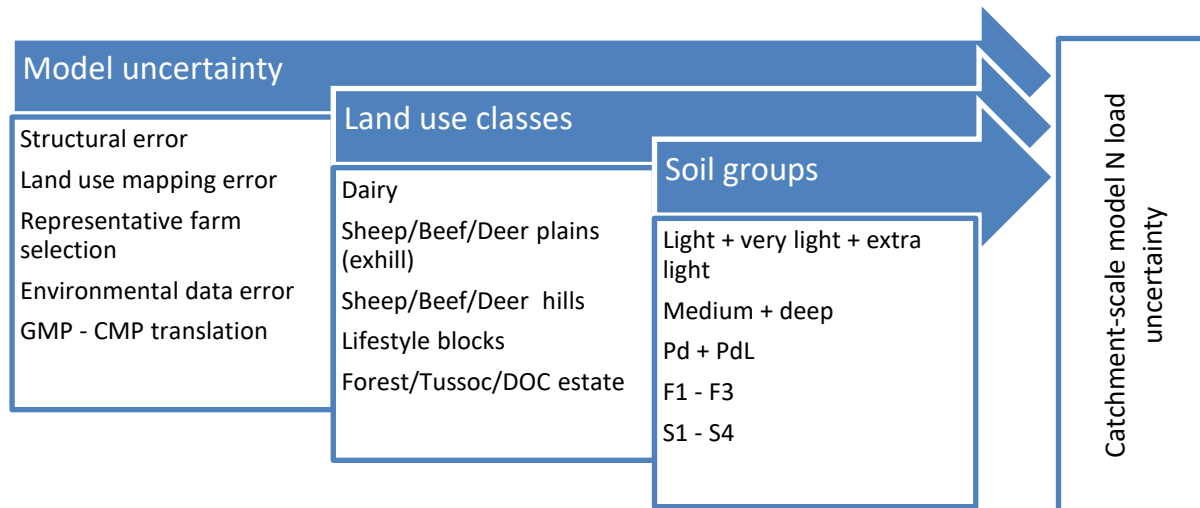 Model uncertainty
Structural error
Land use mapping error
Representative farm
selection
Environmental data error
GMP - CMP translation
Land use classes
Dairy
Sheep/Beef/Deer plains
(exhill)
Sheep/Beef/Deer  hills
Lifestyle blocks
Forest/Tussoc/DOC estate
Soil groups
Light + very light + extra
light
Medium + deep
Pd + PdL
F1 - F3
S1 - S4
Catchment-scale model N load
uncertainty